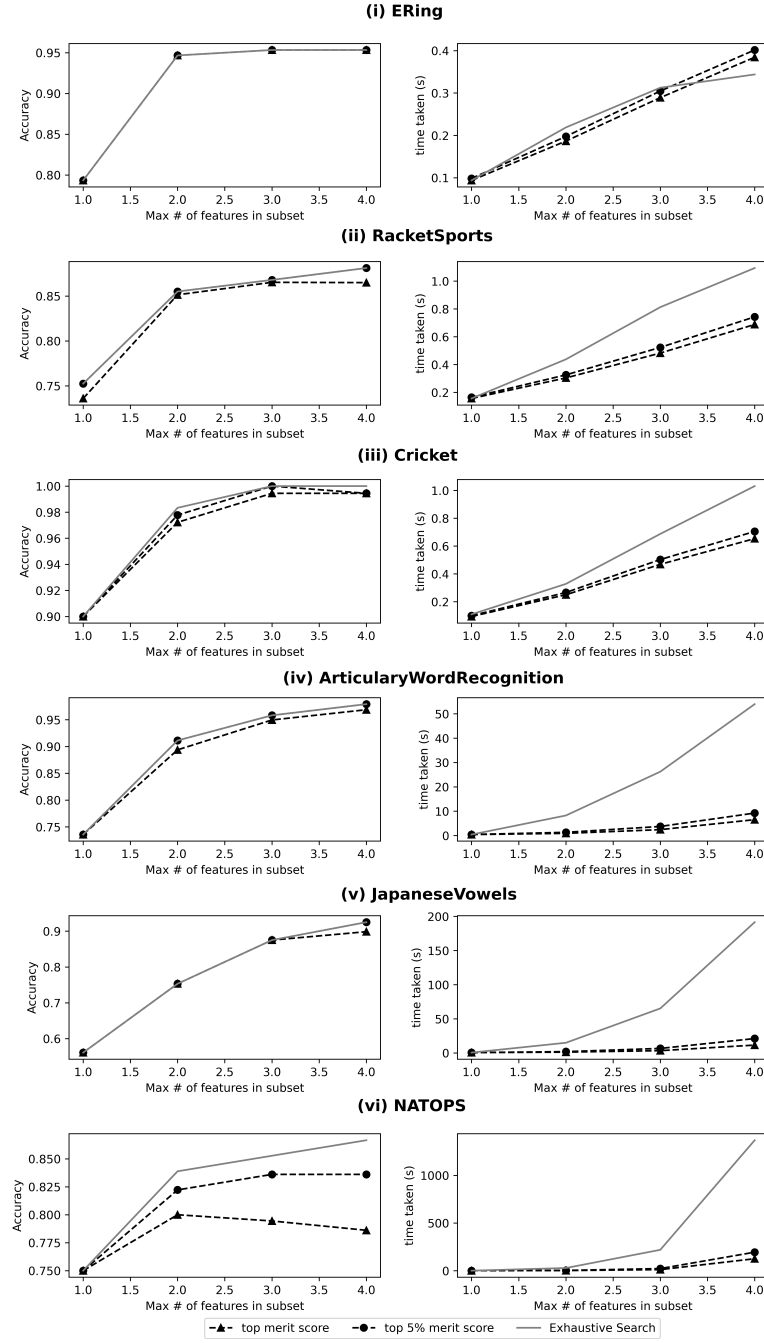 (i) ERing
Accuracy
0.95
0.90
0.85
0.80
1.0 1.5 2.0 2.5 3.0 3.5 4.0
Max # of features in subset
time taken (s)
0.4
0.3
0.2
0.1
1.0 1.5 2.0 2.5 3.0 3.5 4.0
Max # of features in subset
(ii) RacketSports
Accuracy
0.85
0.80
0.75
1.0 1.5 2.0 2.5 3.0 3.5 4.0
Max # of features in subset
time taken (s)
1.0
0.8
0.6
0.4
0.2
1.0 1.5 2.0 2.5 3.0 3.5 4.0
Max # of features in subset
(iii) Cricket
Accuracy
1.00
0.98
0.96
0.94
0.92
0.90
1.0 1.5 2.0 2.5 3.0 3.5 4.0
Max # of features in subset
time taken (s)
1.0
0.8
0.6
0.4
0.2
1.0 1.5 2.0 2.5 3.0 3.5 4.0
Max # of features in subset
(iv) ArticularyWordRecognition
Accuracy
0.95
0.90
0.85
0.80
0.75
1.0 1.5 2.0 2.5 3.0 3.5 4.0
Max # of features in subset
time taken (s)
50
40
30
20
10
0
1.0 1.5 2.0 2.5 3.0 3.5 4.0
Max # of features in subset
(v) JapaneseVowels
Accuracy
0.9
0.8
0.7
0.6
1.0 1.5 2.0 2.5 3.0 3.5 4.0
Max # of features in subset
time taken (s)
200
150
100
50
0
1.0 1.5 2.0 2.5 3.0 3.5 4.0
Max # of features in subset
(vi) NATOPS
Accuracy
0.850
0.825
0.800
0.775
0.750
1.0 1.5 2.0 2.5 3.0 3.5 4.0
Max # of features in subset
time taken (s)
1000
500
0
1.0 1.5 2.0 2.5 3.0 3.5 4.0
Max # of features in subset
top merit score top 5% merit score Exhaustive Search